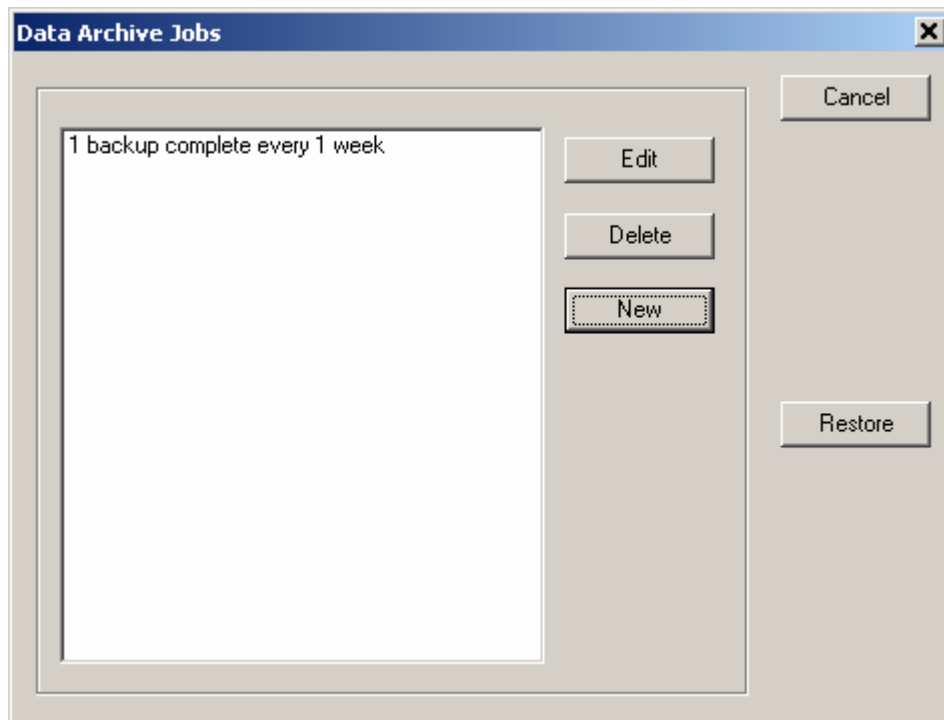 Data Archive Jobs
Cancel
1 backup complete every 1 week
Edit
Delete
New
Restore